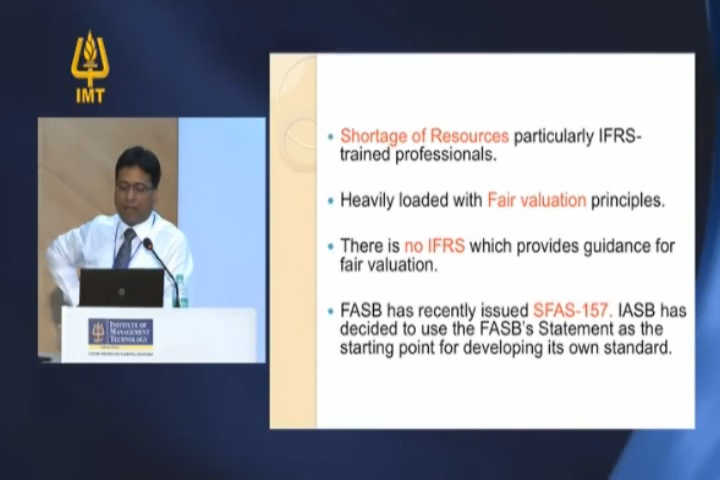 IMT
• Shortage of Resources particularly IFRS-
trained professionals.
• Heavily loaded with Fair valuation principles.
• There is no IFRS which provides guidance for
fair valuation.
• FASB has recently issued SFAS-157. IASB has
decided to use the FASB's Statement as the
starting point for developing its own standard.
INSTITUTE OF
MANAGEMENT
TECHNOLOGY